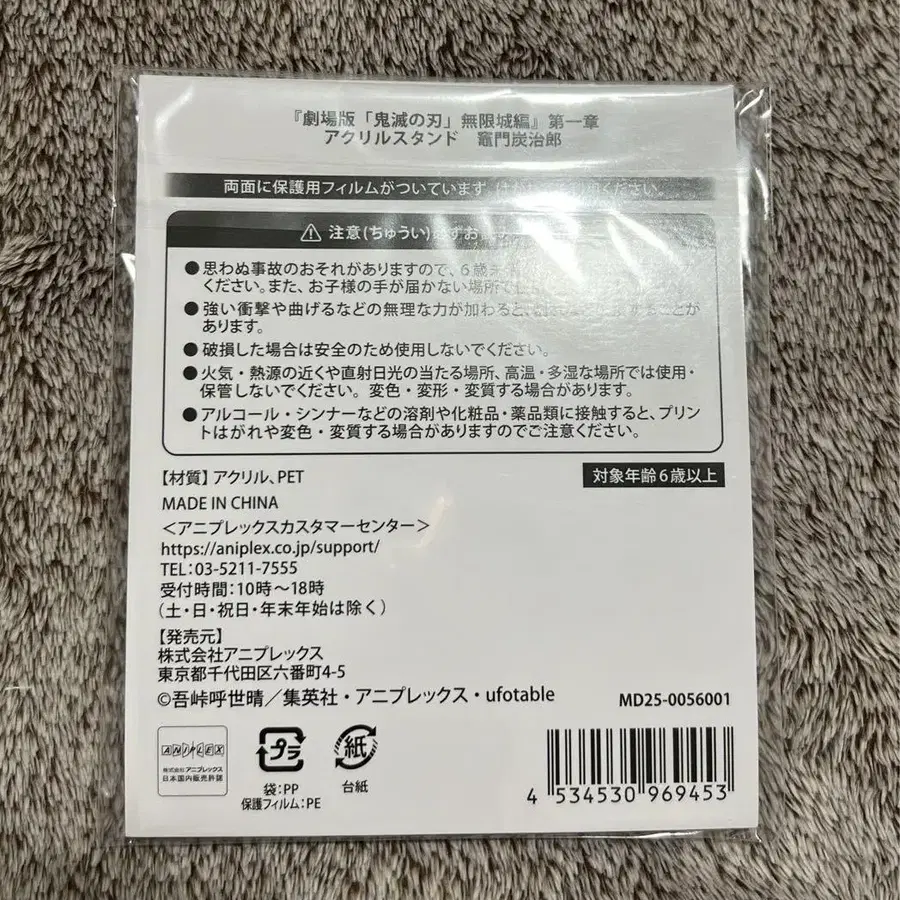 『劇場版「鬼滅の刃」無限城編』第一章
アクリルスタンド 竈門炭治郎
両面に保護用フィルムがついています。ください。
⚠ 注意(ちゅうい)
●思わぬ事故のおそれがありますので、6歳未
ください。また、お子様の手が届かない場所で
●強い衝撃や曲げるなどの無理な力が加わると、することが
あります。
●破損した場合は安全のため使用しないでください。
●火気・熱源の近くや直射日光の当たる場所、高温・多湿な場所では使用・
保管しないでください。変色・変形・変質する場合があります。
●アルコール・シンナーなどの溶剤や化粧品・薬品類に接触すると、プリン
トはがれや変色・変質する場合がありますのでご注意ください。
【材質】アクリル、PET
対象年齢6歳以上
MADE IN CHINA
＜アニプレックスカスタマーセンター＞
https://aniplex.co.jp/support/
TEL:03-5211-7555
受付時間:10時〜18時
(土・日・祝日・年末年始は除く)
【発売元】
株式会社アニプレックス
東京都千代田区六番町4-5
©吾峠呼世晴／集英社・アニプレックス・ufotable
MD25-0056001
ANIPLEX
株式会社アニプレックス
日本国内販売許諾
プラ
袋:PP
保護フィルム:PE
紙
台紙
4 534530 969453